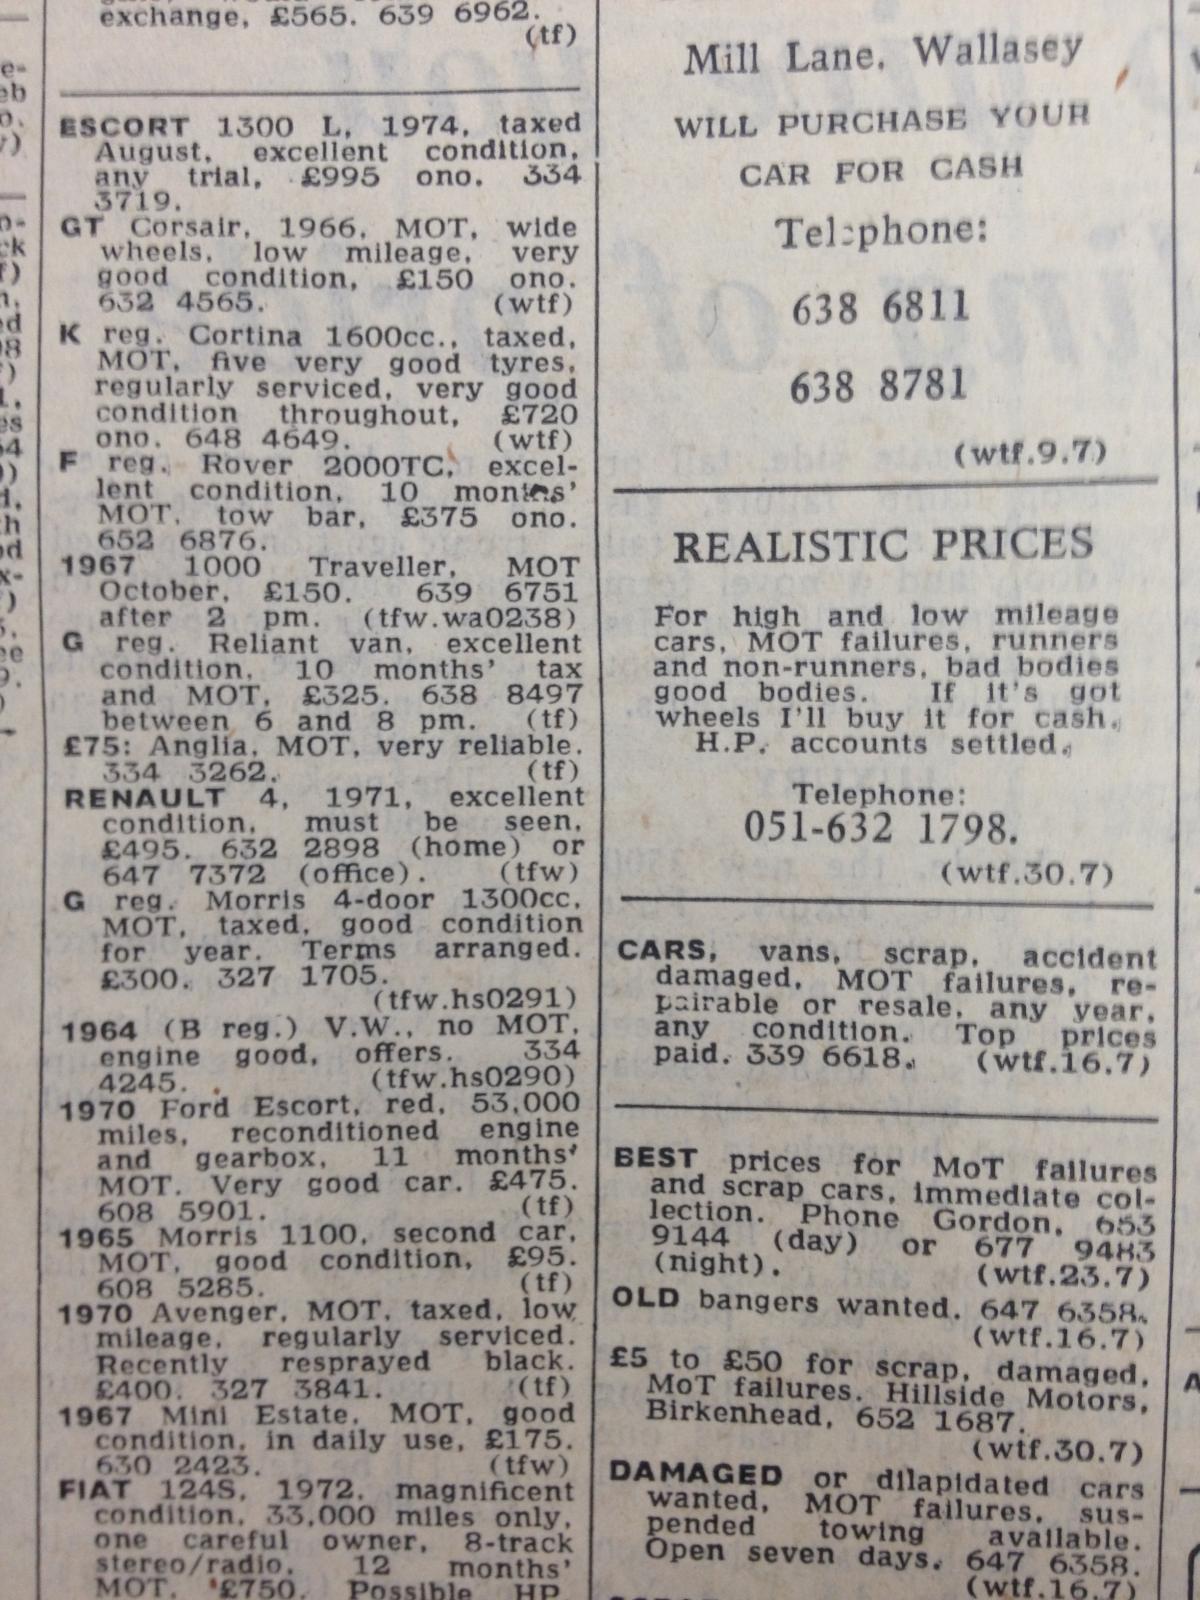 exchange, £565. 639 6962.
(tf)
ESCORT 1300 L, 1974, taxed
August, excellent condition,
any trial, £995 ono. 334
3719.
GT Corsair, 1966, MOT, wide
wheels, low mileage, very
good condition, £150 ono.
632 4565. (wtf)
K reg. Cortina 1600cc., taxed,
MOT, five very good tyres,
regularly serviced, very good
condition throughout, £720
ono. 648 4649. (wtf)
F reg. Rover 2000TC, excel-
lent condition, 10 months'
MOT, tow bar, £375 ono.
652 6876.
1967 1000 Traveller, MOT
October, £150. 639 6751
after 2 pm. (tfw.wa0238)
G reg. Reliant van, excellent
condition, 10 months' tax
and MOT, £325. 638 8497
between 6 and 8 pm. (tf)
£75: Anglia, MOT, very reliable.
334 3262. (tf)
RENAULT 4, 1971, excellent
condition, must be seen,
£495. 632 2898 (home) or
647 7372 (office). (tfw)
G reg. Morris 4-door 1300cc,
MOT, taxed, good condition
for year. Terms arranged.
£300. 327 1705.
(tfw.hs0291)
1964 (B reg.) V.W., no MOT,
engine good, offers. 334
4245. (tfw.hs0290)
1970 Ford Escort, red, 53,000
miles, reconditioned engine
and gearbox, 11 months'
MOT. Very good car. £475.
608 5901. (tf)
1965 Morris 1100, second car,
MOT, good condition, £95.
608 5285. (tf)
1970 Avenger, MOT, taxed, low
mileage, regularly serviced.
Recently resprayed black.
£400. 327 3841. (tf)
1967 Mini Estate, MOT, good
condition, in daily use, £175.
630 2423. (tfw)
FIAT 124S, 1972, magnificent
condition, 33,000 miles only,
one careful owner, 8-track
stereo/radio, 12 months'
MOT. £750. Possible HP.
Mill Lane, Wallasey
WILL PURCHASE YOUR
CAR FOR CASH
Telephone:
638 6811
638 8781
(wtf.9.7)
REALISTIC PRICES
For high and low mileage
cars, MOT failures, runners
and non-runners, bad bodies
good bodies. If it's got
wheels I'll buy it for cash.
H.P. accounts settled.
Telephone:
051-632 1798.
(wtf.30.7)
CARS, vans, scrap, accident
damaged, MOT failures, re-
pairable or resale, any year,
any condition. Top prices
paid. 339 6618. (wtf.16.7)
BEST prices for MoT failures
and scrap cars, immediate col-
lection. Phone Gordon, 653
9144 (day) or 677 9483
(night). (wtf.23.7)
OLD bangers wanted. 647 6358.
(wtf.16.7)
£5 to £50 for scrap, damaged,
MoT failures. Hillside Motors,
Birkenhead, 652 1687.
(wtf.30.7)
DAMAGED or dilapidated cars
wanted, MOT failures, sus-
pended towing available.
Open seven days. 647 6358.
(wtf.16.7)